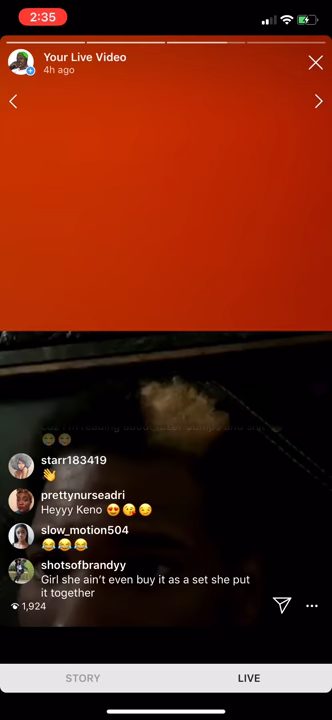 2:35
Your Live Video
4h ago
starr183419
👋
prettynurseadri
Heyyy Keno 😍😘😏
slow_motion504
😂😂😂
shotsofbrandyy
Girl she ain't even buy it as a set she put
it together
1,924
STORY
LIVE